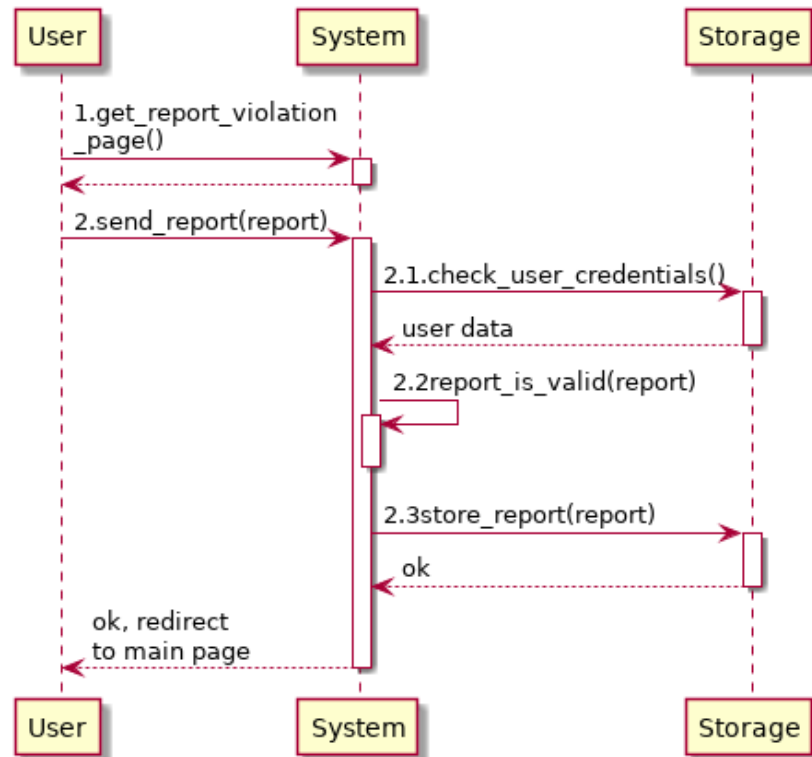 User
System
Storage
1.get_report_violation
_page()
2.send_report(report)
2.1.check_user_credentials()
user data
2.2report_is_valid(report)
2.3store_report(report)
ok
ok, redirect
to main page
User
System
Storage